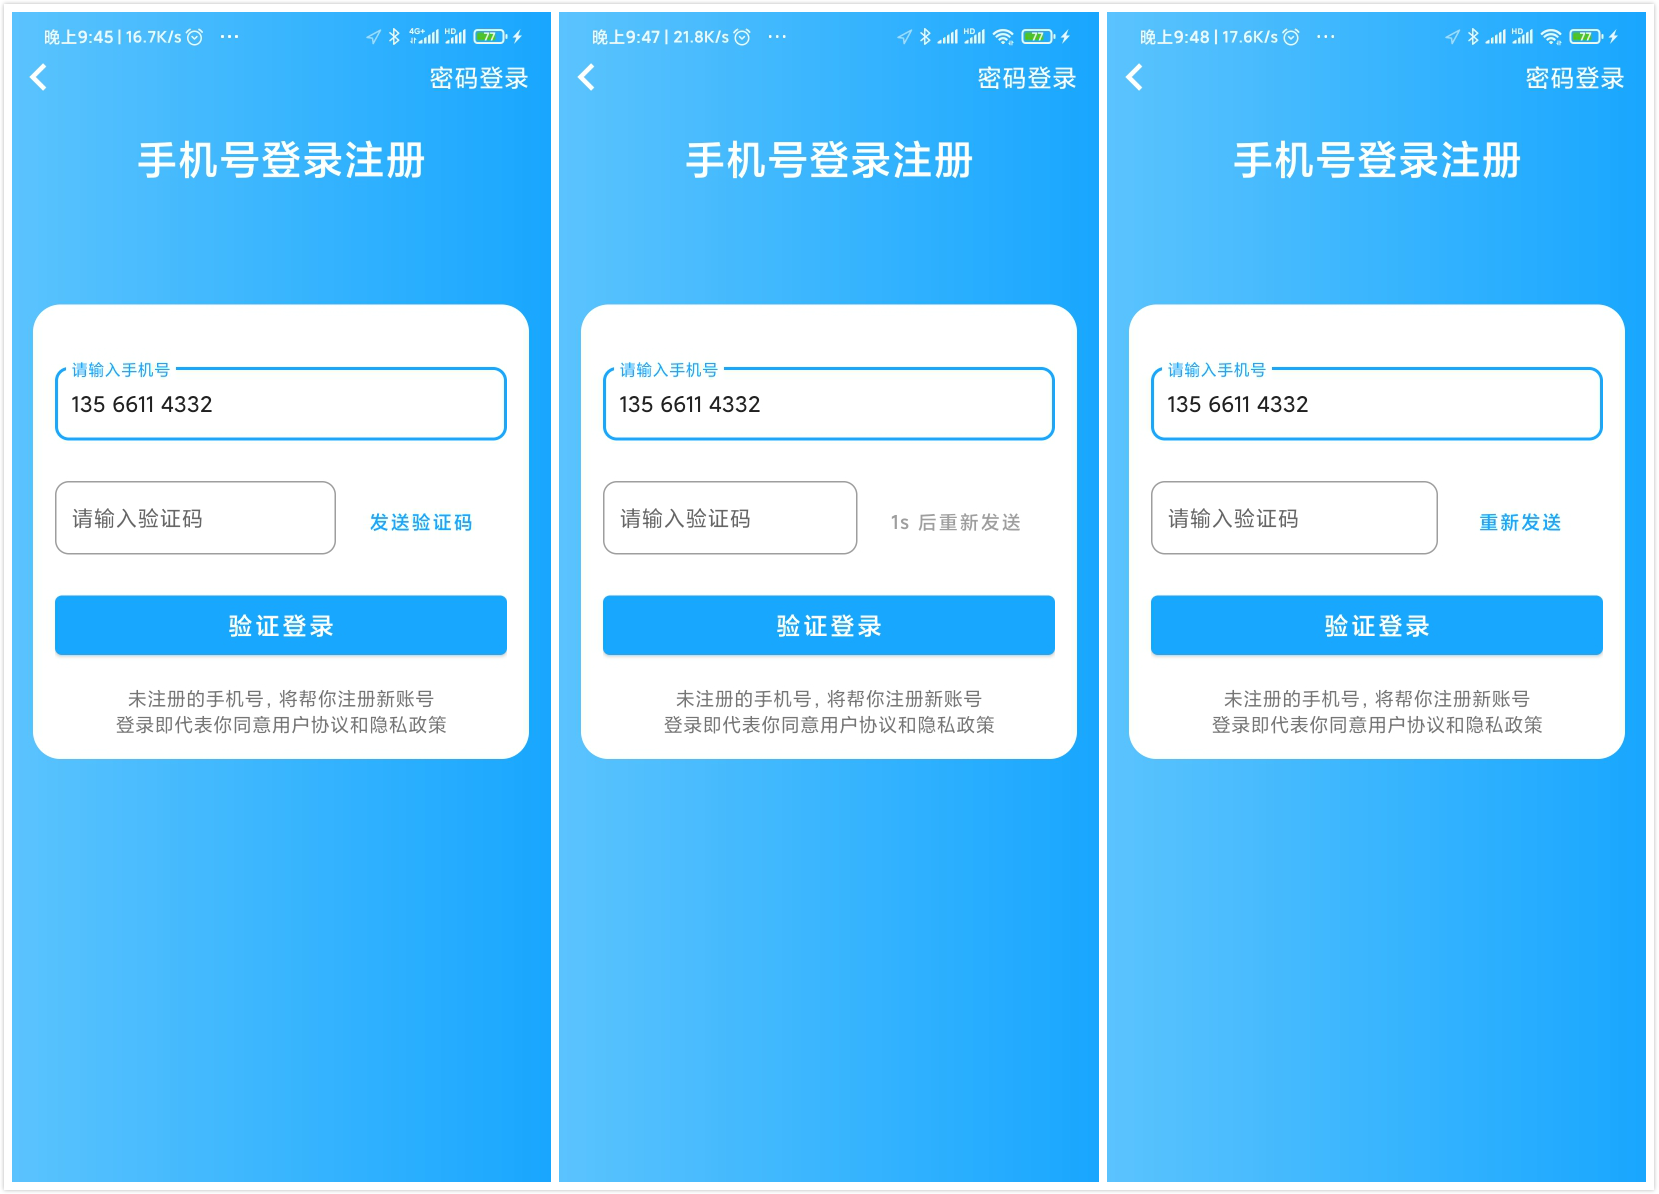 晚上9:45 | 16.7K/s ···
4G+ HD 77
密码登录
手机号登录注册
请输入手机号
135 6611 4332
请输入验证码
发送验证码
验证登录
未注册的手机号，将帮你注册新账号
登录即代表你同意用户协议和隐私政策
晚上9:47 | 21.8K/s ···
HD 77
密码登录
手机号登录注册
请输入手机号
135 6611 4332
请输入验证码
1s 后重新发送
验证登录
未注册的手机号，将帮你注册新账号
登录即代表你同意用户协议和隐私政策
晚上9:48 | 17.6K/s ···
HD 77
密码登录
手机号登录注册
请输入手机号
135 6611 4332
请输入验证码
重新发送
验证登录
未注册的手机号，将帮你注册新账号
登录即代表你同意用户协议和隐私政策